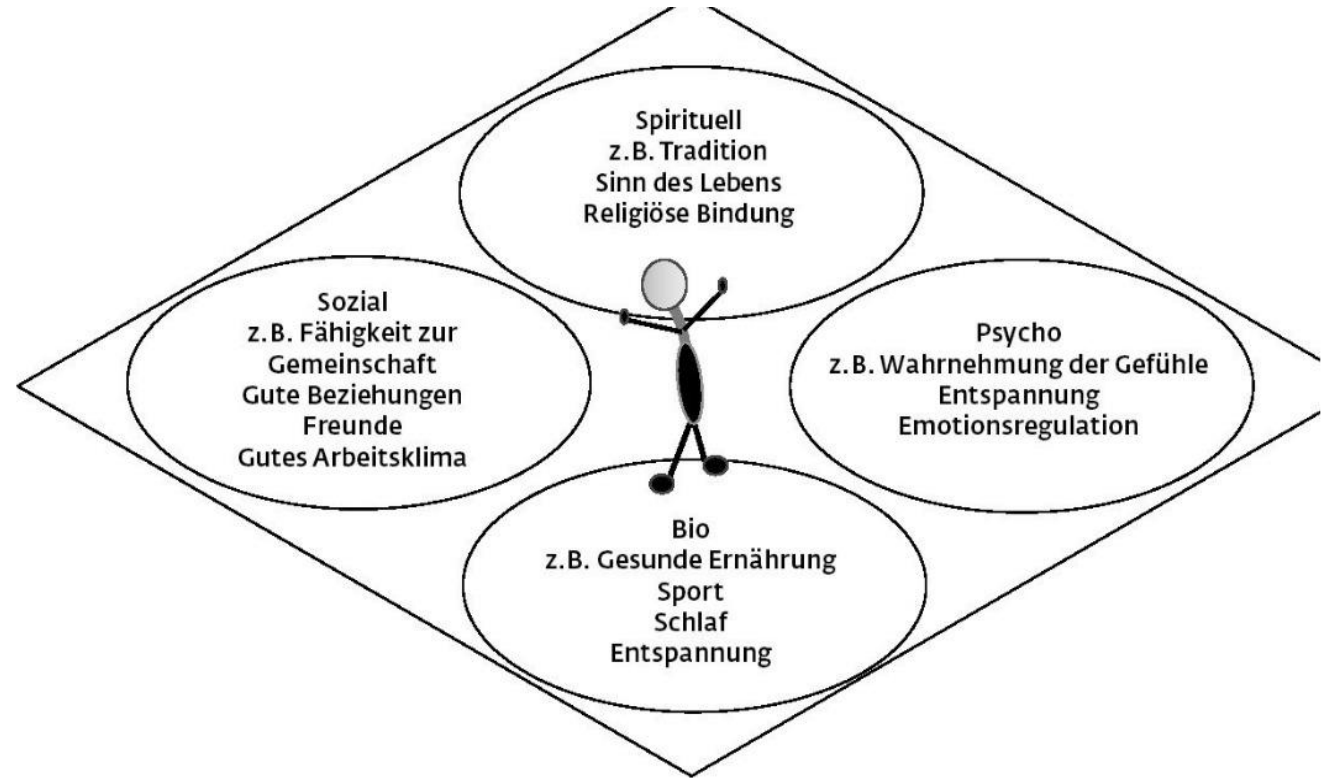 Spirituell
z.B. Tradition
Sinn des Lebens
Religiöse Bindung
Sozial
z.B. Fähigkeit zur
Gemeinschaft
Gute Beziehungen
Freunde
Gutes Arbeitsklima
Psycho
z.B. Wahrnehmung der Gefühle
Entspannung
Emotionsregulation
Bio
z.B. Gesunde Ernährung
Sport
Schlaf
Entspannung